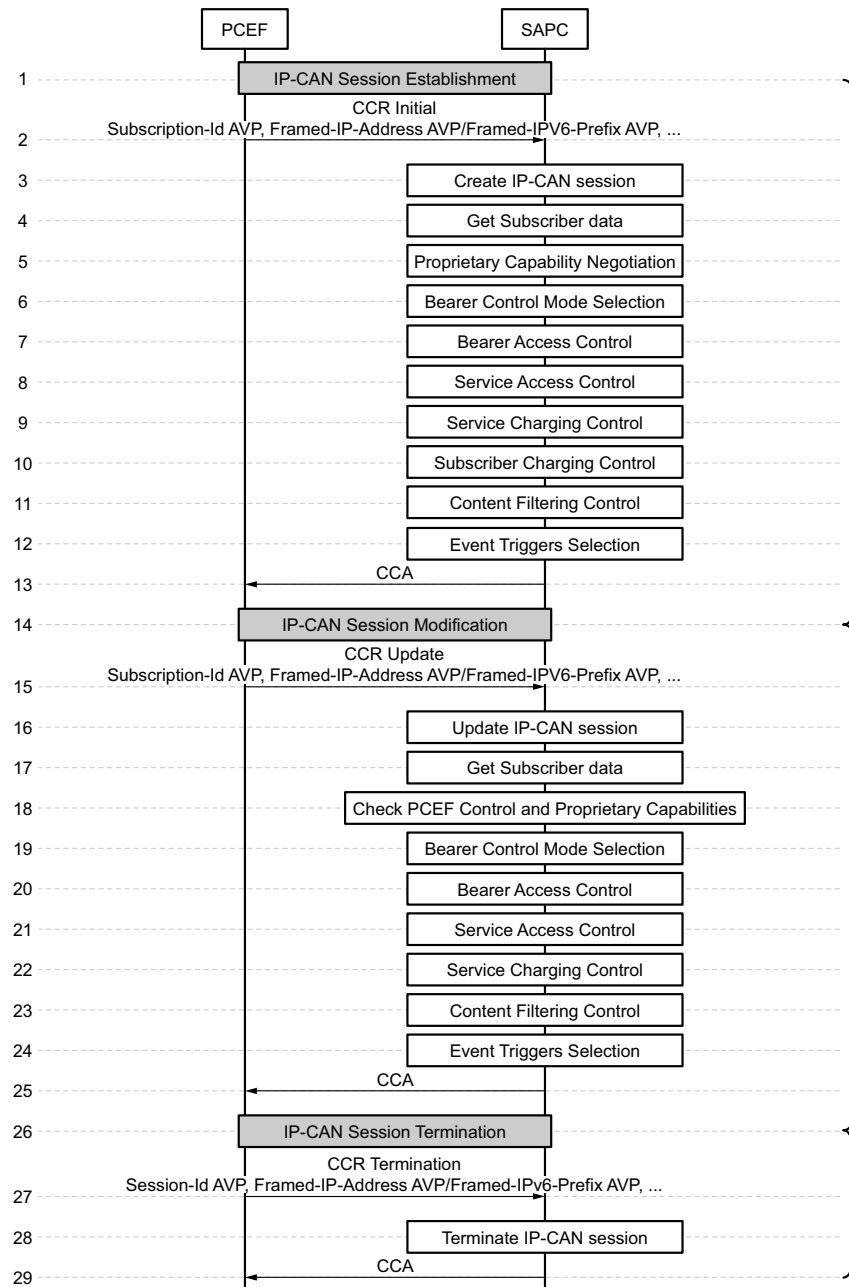 PCEF SAPC
1 IP-CAN Session Establishment
CCR Initial
Subscription-Id AVP, Framed-IP-Address AVP/Framed-IPV6-Prefix AVP, ...
2
3 Create IP-CAN session
4 Get Subscriber data
5 Proprietary Capability Negotiation
6 Bearer Control Mode Selection
7 Bearer Access Control
8 Service Access Control
9 Service Charging Control
10 Subscriber Charging Control
11 Content Filtering Control
12 Event Triggers Selection
13 CCA
14 IP-CAN Session Modification
CCR Update
Subscription-Id AVP, Framed-IP-Address AVP/Framed-IPV6-Prefix AVP, ...
15
16 Update IP-CAN session
17 Get Subscriber data
18 Check PCEF Control and Proprietary Capabilities
19 Bearer Control Mode Selection
20 Bearer Access Control
21 Service Access Control
22 Service Charging Control
23 Content Filtering Control
24 Event Triggers Selection
25 CCA
26 IP-CAN Session Termination
CCR Termination
Session-Id AVP, Framed-IP-Address AVP/Framed-IPv6-Prefix AVP, ...
27
28 Terminate IP-CAN session
29 CCA